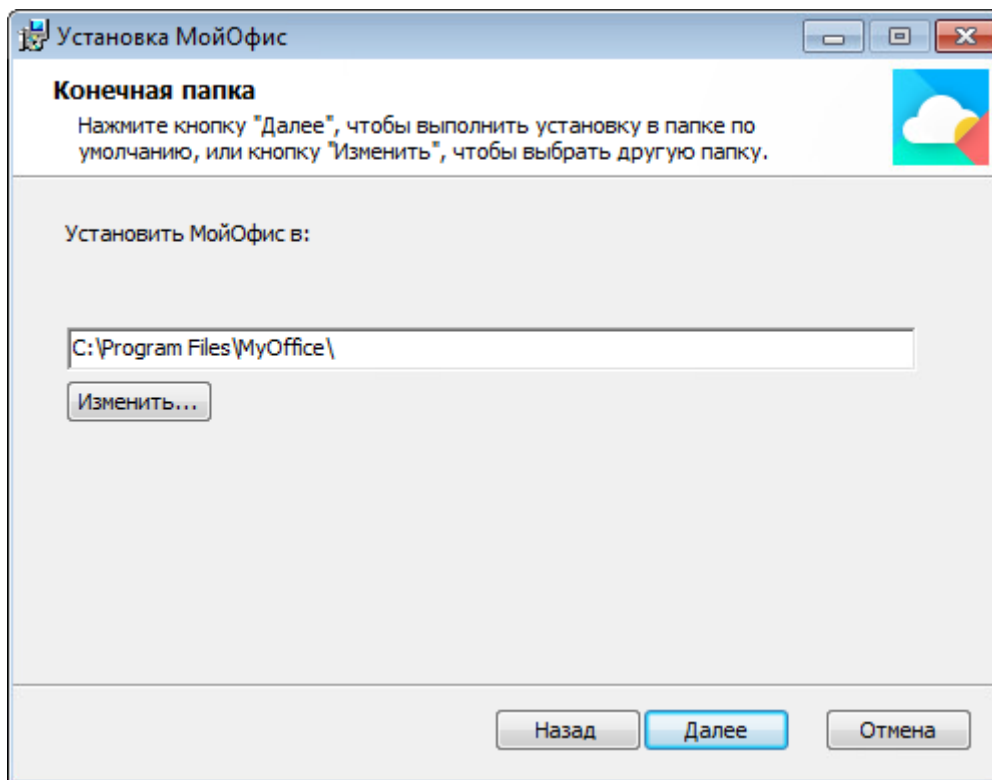 Установка МойОфис
Конечная папка
Нажмите кнопку "Далее", чтобы выполнить установку в папке по
умолчанию, или кнопку "Изменить", чтобы выбрать другую папку.
Установить МойОфис в:
C:\Program Files\MyOffice\
Изменить...
Назад Далее Отмена